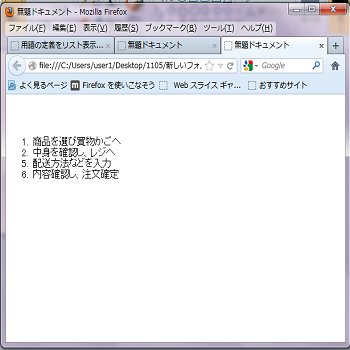 無題ドキュメント - Mozilla Firefox
ファイル(F) 編集(E) 表示(V) 履歴(S) ブックマーク(B) ツール(T) ヘルプ(H)
用語の定義をリスト表示... 無題ドキュメント 無題ドキュメント
file:///C:/Users/user1/Desktop/1105/新しいフォ Google
よく見るページ Firefox を使いこなそう Web スライス ギャ... おすすめサイト
1. 商品を選び買物かごへ
2. 中身を確認し、レジへ
5. 配送方法などを入力
6. 内容確認し、注文確定